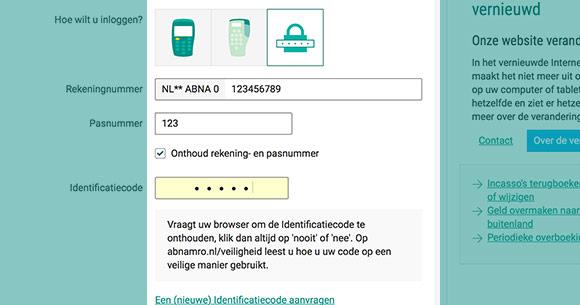 Hoe wilt u inloggen?
Rekeningnummer
NL** ABNA 0 123456789
Pasnummer
123
Onthoud rekening- en pasnummer
Identificatiecode
• • • • •
Vraagt uw browser om de Identificatiecode te
onthouden, klik dan altijd op 'nooit' of 'nee'. Op
abnamro.nl/veiligheid leest u hoe u uw code op een
veilige manier gebruikt.
Een (nieuwe) Identificatiecode aanvragen
vernieuwd
Onze website verand
In het vernieuwde Interne
maakt het niet meer uit o
op uw computer of tablet
hetzelfde en ziet er hetze
meer over de verandering
Contact
Over de ve
Incasso's terugboeke
of wijzigen
Geld overmaken naar
buitenland
Periodieke overboeki